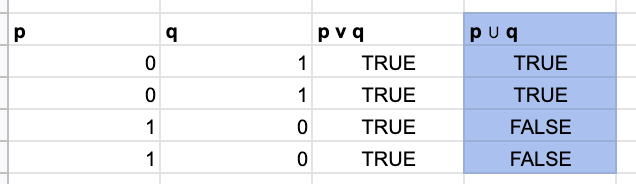 p q p v q p ∪ q
0 1 TRUE TRUE
0 1 TRUE TRUE
1 0 TRUE FALSE
1 0 TRUE FALSE